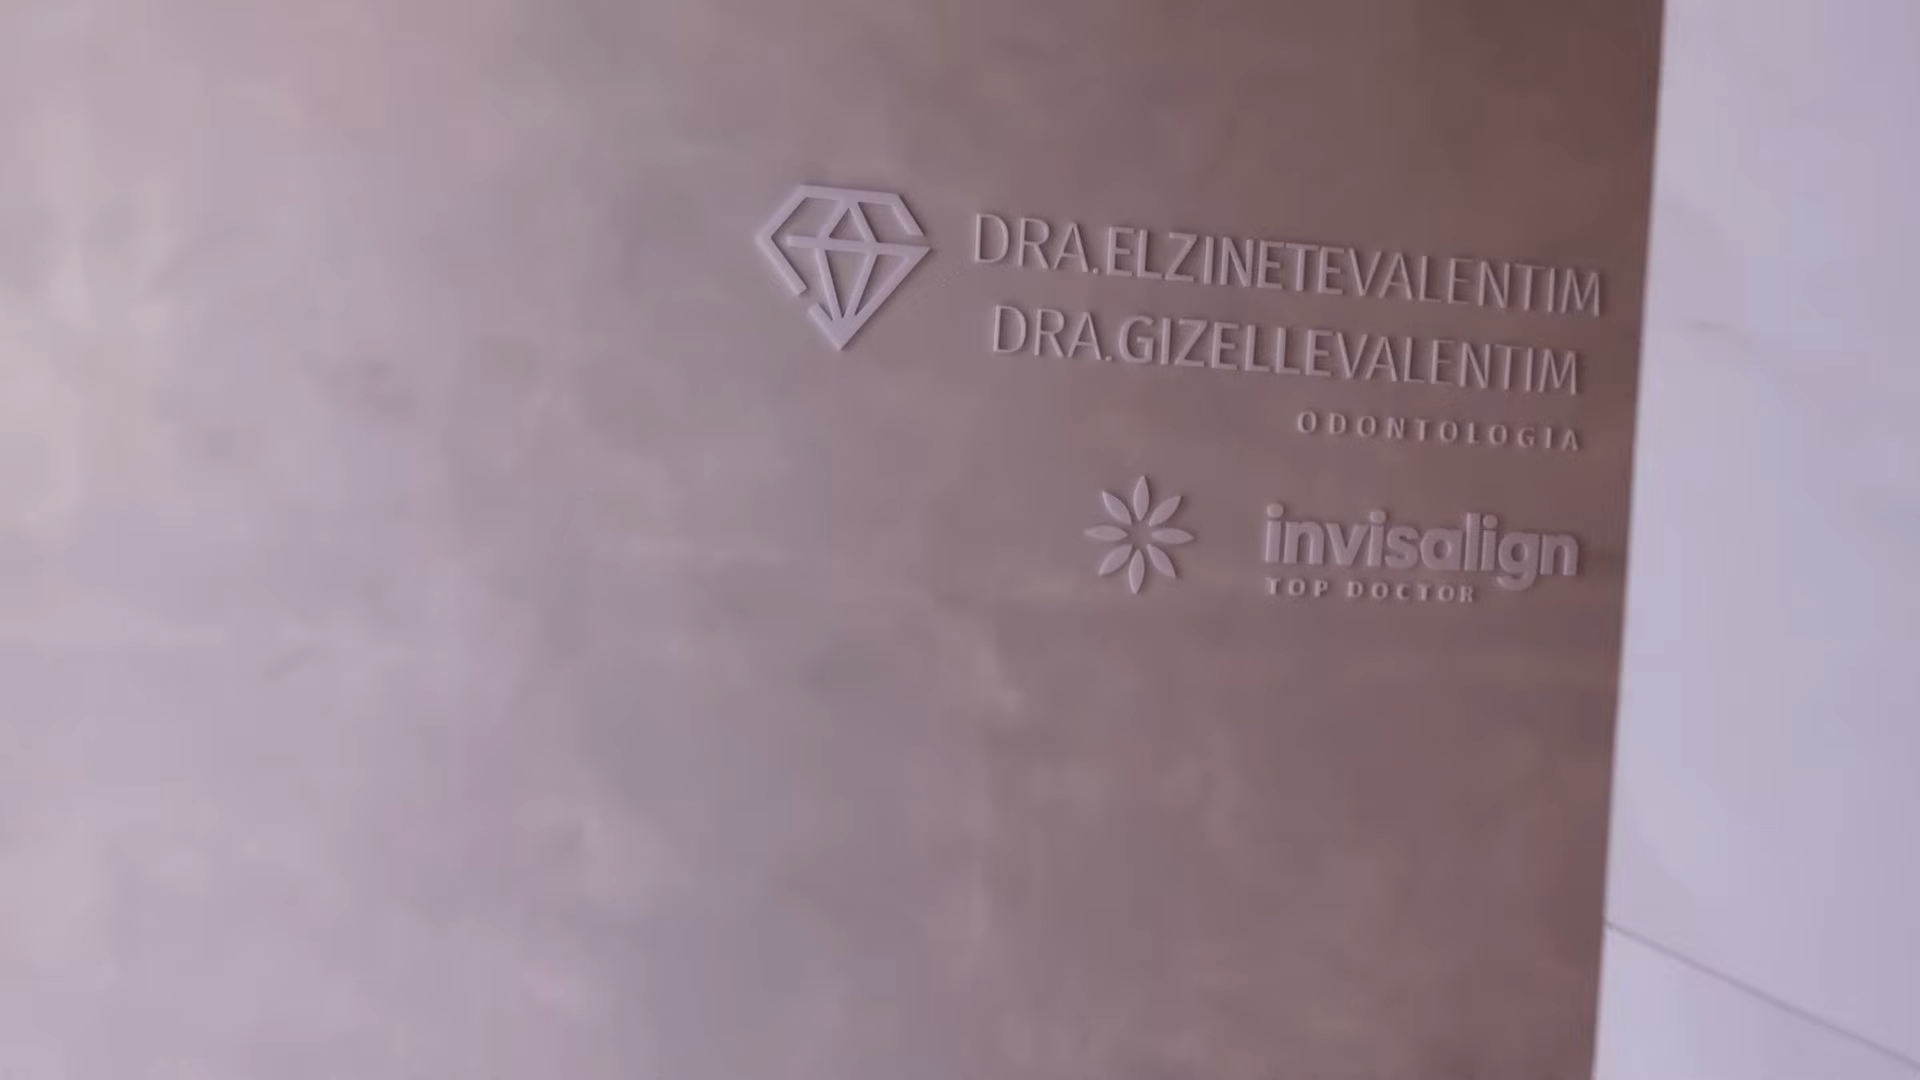 DRA.ELZINETEVALENTIM
DRA.GIZELLEVALENTIM
ODONTOLOGIA
invisalign
TOP DOCTOR